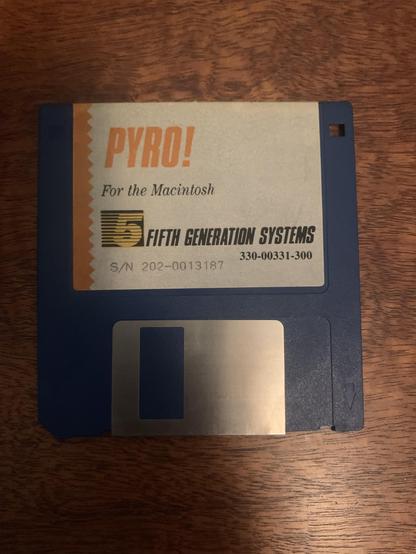 PYRO!
For the Macintosh
5 FIFTH GENERATION SYSTEMS
330-00331-300
S/N 202-0013187